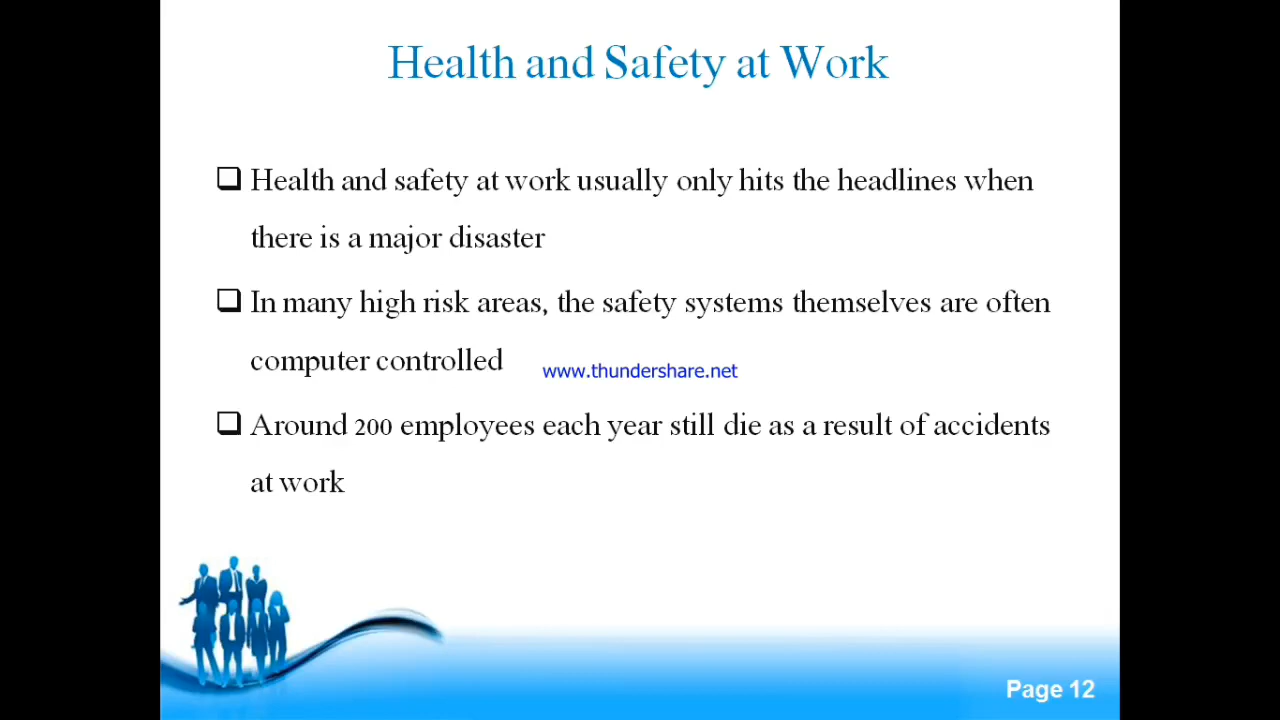 Health and Safety at Work
Health and safety at work usually only hits the headlines when
there is a major disaster
In many high risk areas, the safety systems themselves are often
computer controlled
www.thundershare.net
Around 200 employees each year still die as a result of accidents
at work
Page 12